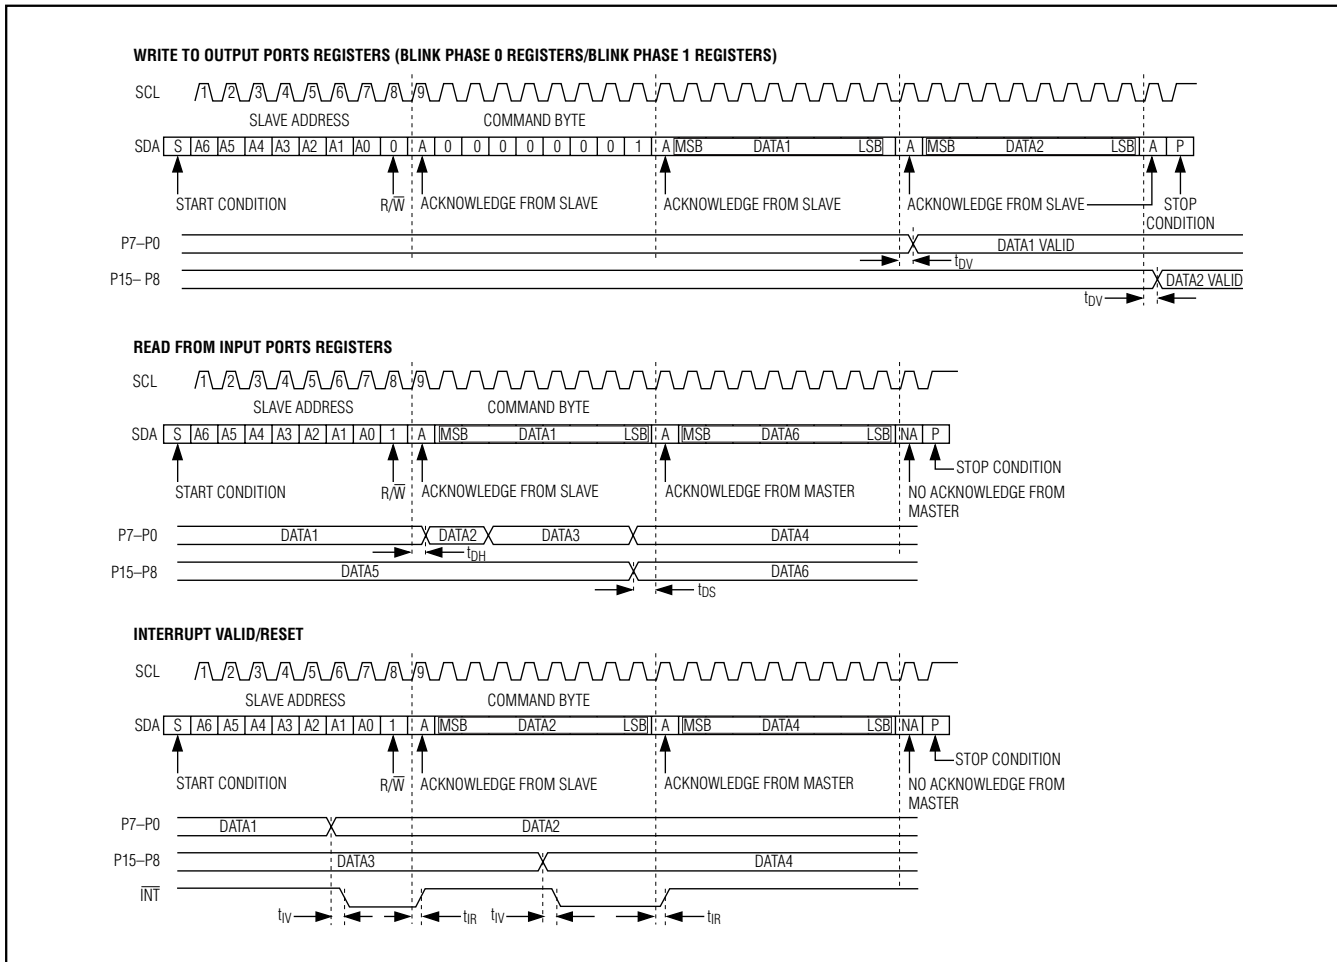 WRITE TO OUTPUT PORTS REGISTERS (BLINK PHASE 0 REGISTERS/BLINK PHASE 1 REGISTERS)
SCL 1 2 3 4 5 6 7 8 9
SLAVE ADDRESS COMMAND BYTE
SDA S A6 A5 A4 A3 A2 A1 A0 0 A 0 0 0 0 0 0 0 1 A MSB DATA1 LSB A MSB DATA2 LSB A P
START CONDITION R/W ACKNOWLEDGE FROM SLAVE ACKNOWLEDGE FROM SLAVE ACKNOWLEDGE FROM SLAVE STOP
CONDITION
P7–P0 DATA1 VALID
tDV
P15– P8 DATA2 VALID
tDV
READ FROM INPUT PORTS REGISTERS
SCL 1 2 3 4 5 6 7 8 9
SLAVE ADDRESS COMMAND BYTE
SDA S A6 A5 A4 A3 A2 A1 A0 1 A MSB DATA1 LSB A MSB DATA6 LSB NA P
STOP CONDITION
START CONDITION R/W ACKNOWLEDGE FROM SLAVE ACKNOWLEDGE FROM MASTER NO ACKNOWLEDGE FROM
MASTER
P7–P0 DATA1 DATA2 DATA3 DATA4
tDH
P15–P8 DATA5 DATA6
tDS
INTERRUPT VALID/RESET
SCL 1 2 3 4 5 6 7 8 9
SLAVE ADDRESS COMMAND BYTE
SDA S A6 A5 A4 A3 A2 A1 A0 1 A MSB DATA2 LSB A MSB DATA4 LSB NA P
STOP CONDITION
START CONDITION R/W ACKNOWLEDGE FROM SLAVE ACKNOWLEDGE FROM MASTER NO ACKNOWLEDGE FROM
MASTER
P7–P0 DATA1 DATA2
P15–P8 DATA3 DATA4
INT
tIV tIR tIV tIR